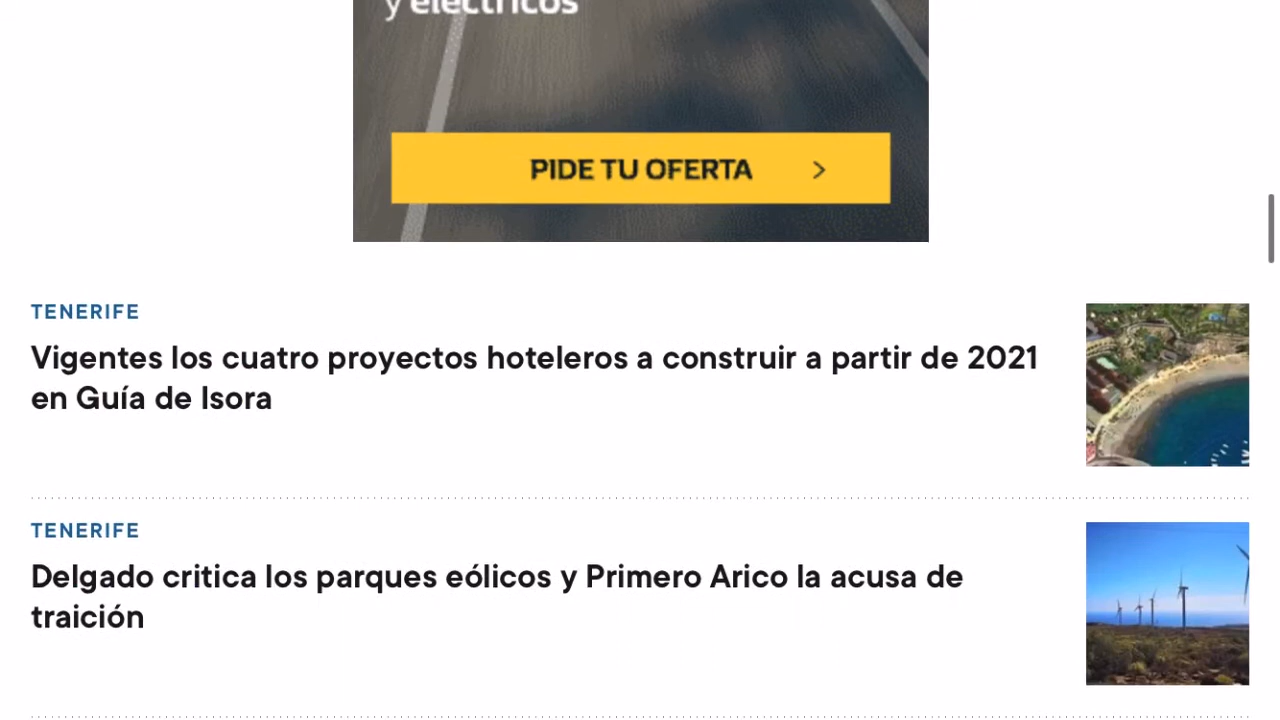 y eléctricos
PIDE TU OFERTA
TENERIFE
Vigentes los cuatro proyectos hoteleros a construir a partir de 2021
en Guía de Isora
TENERIFE
Delgado critica los parques eólicos y Primero Arico la acusa de
traición